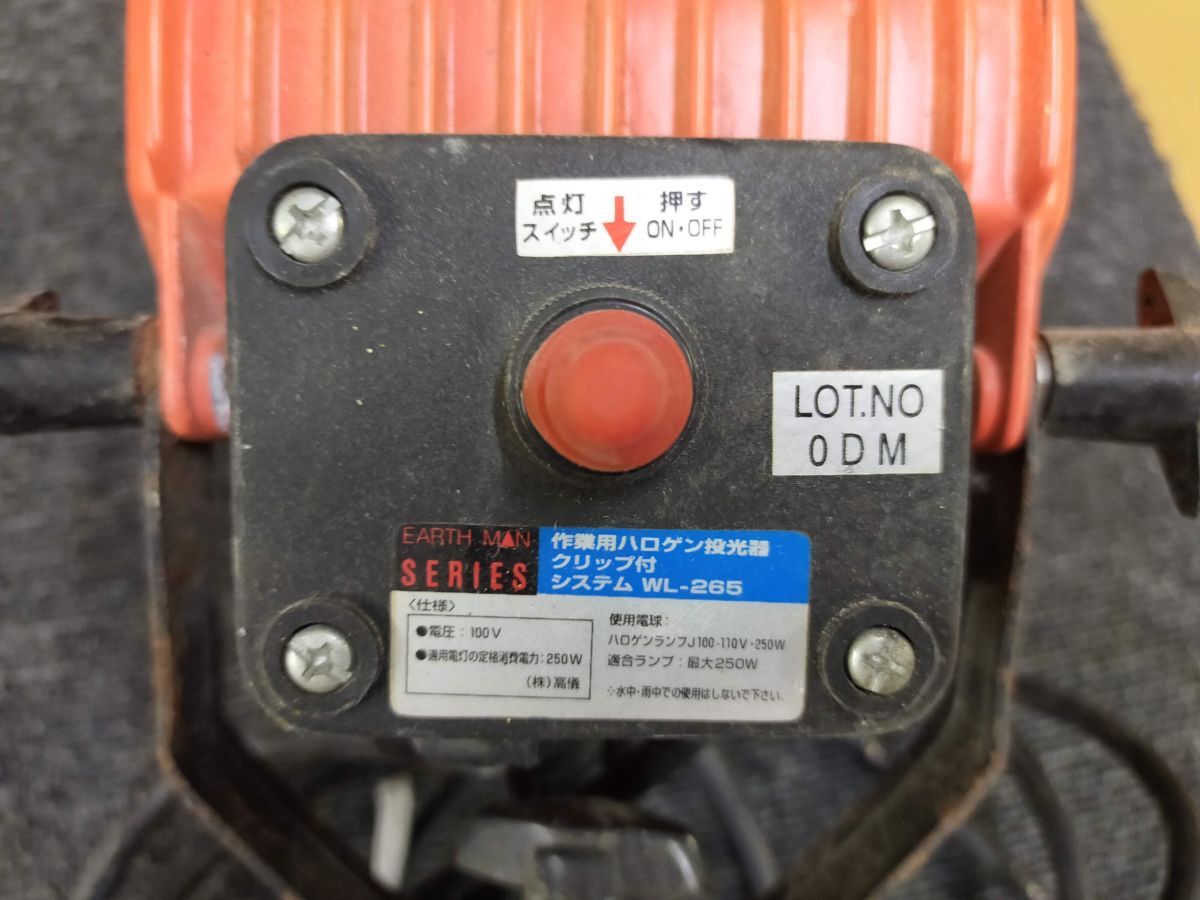 点灯 押す
スイッチ ON・OFF
LOT.NO
0DM
EARTH MAN
SERIES
作業用ハロゲン投光器
クリップ付
システム WL-265
〈仕様〉
●電圧：100V
●適用電灯の定格消費電力：250W
(株)高儀
使用電球：
ハロゲンランプJ100-110V・250W
適合ランプ：最大250W
※水中・雨中での使用はしないで下さい。